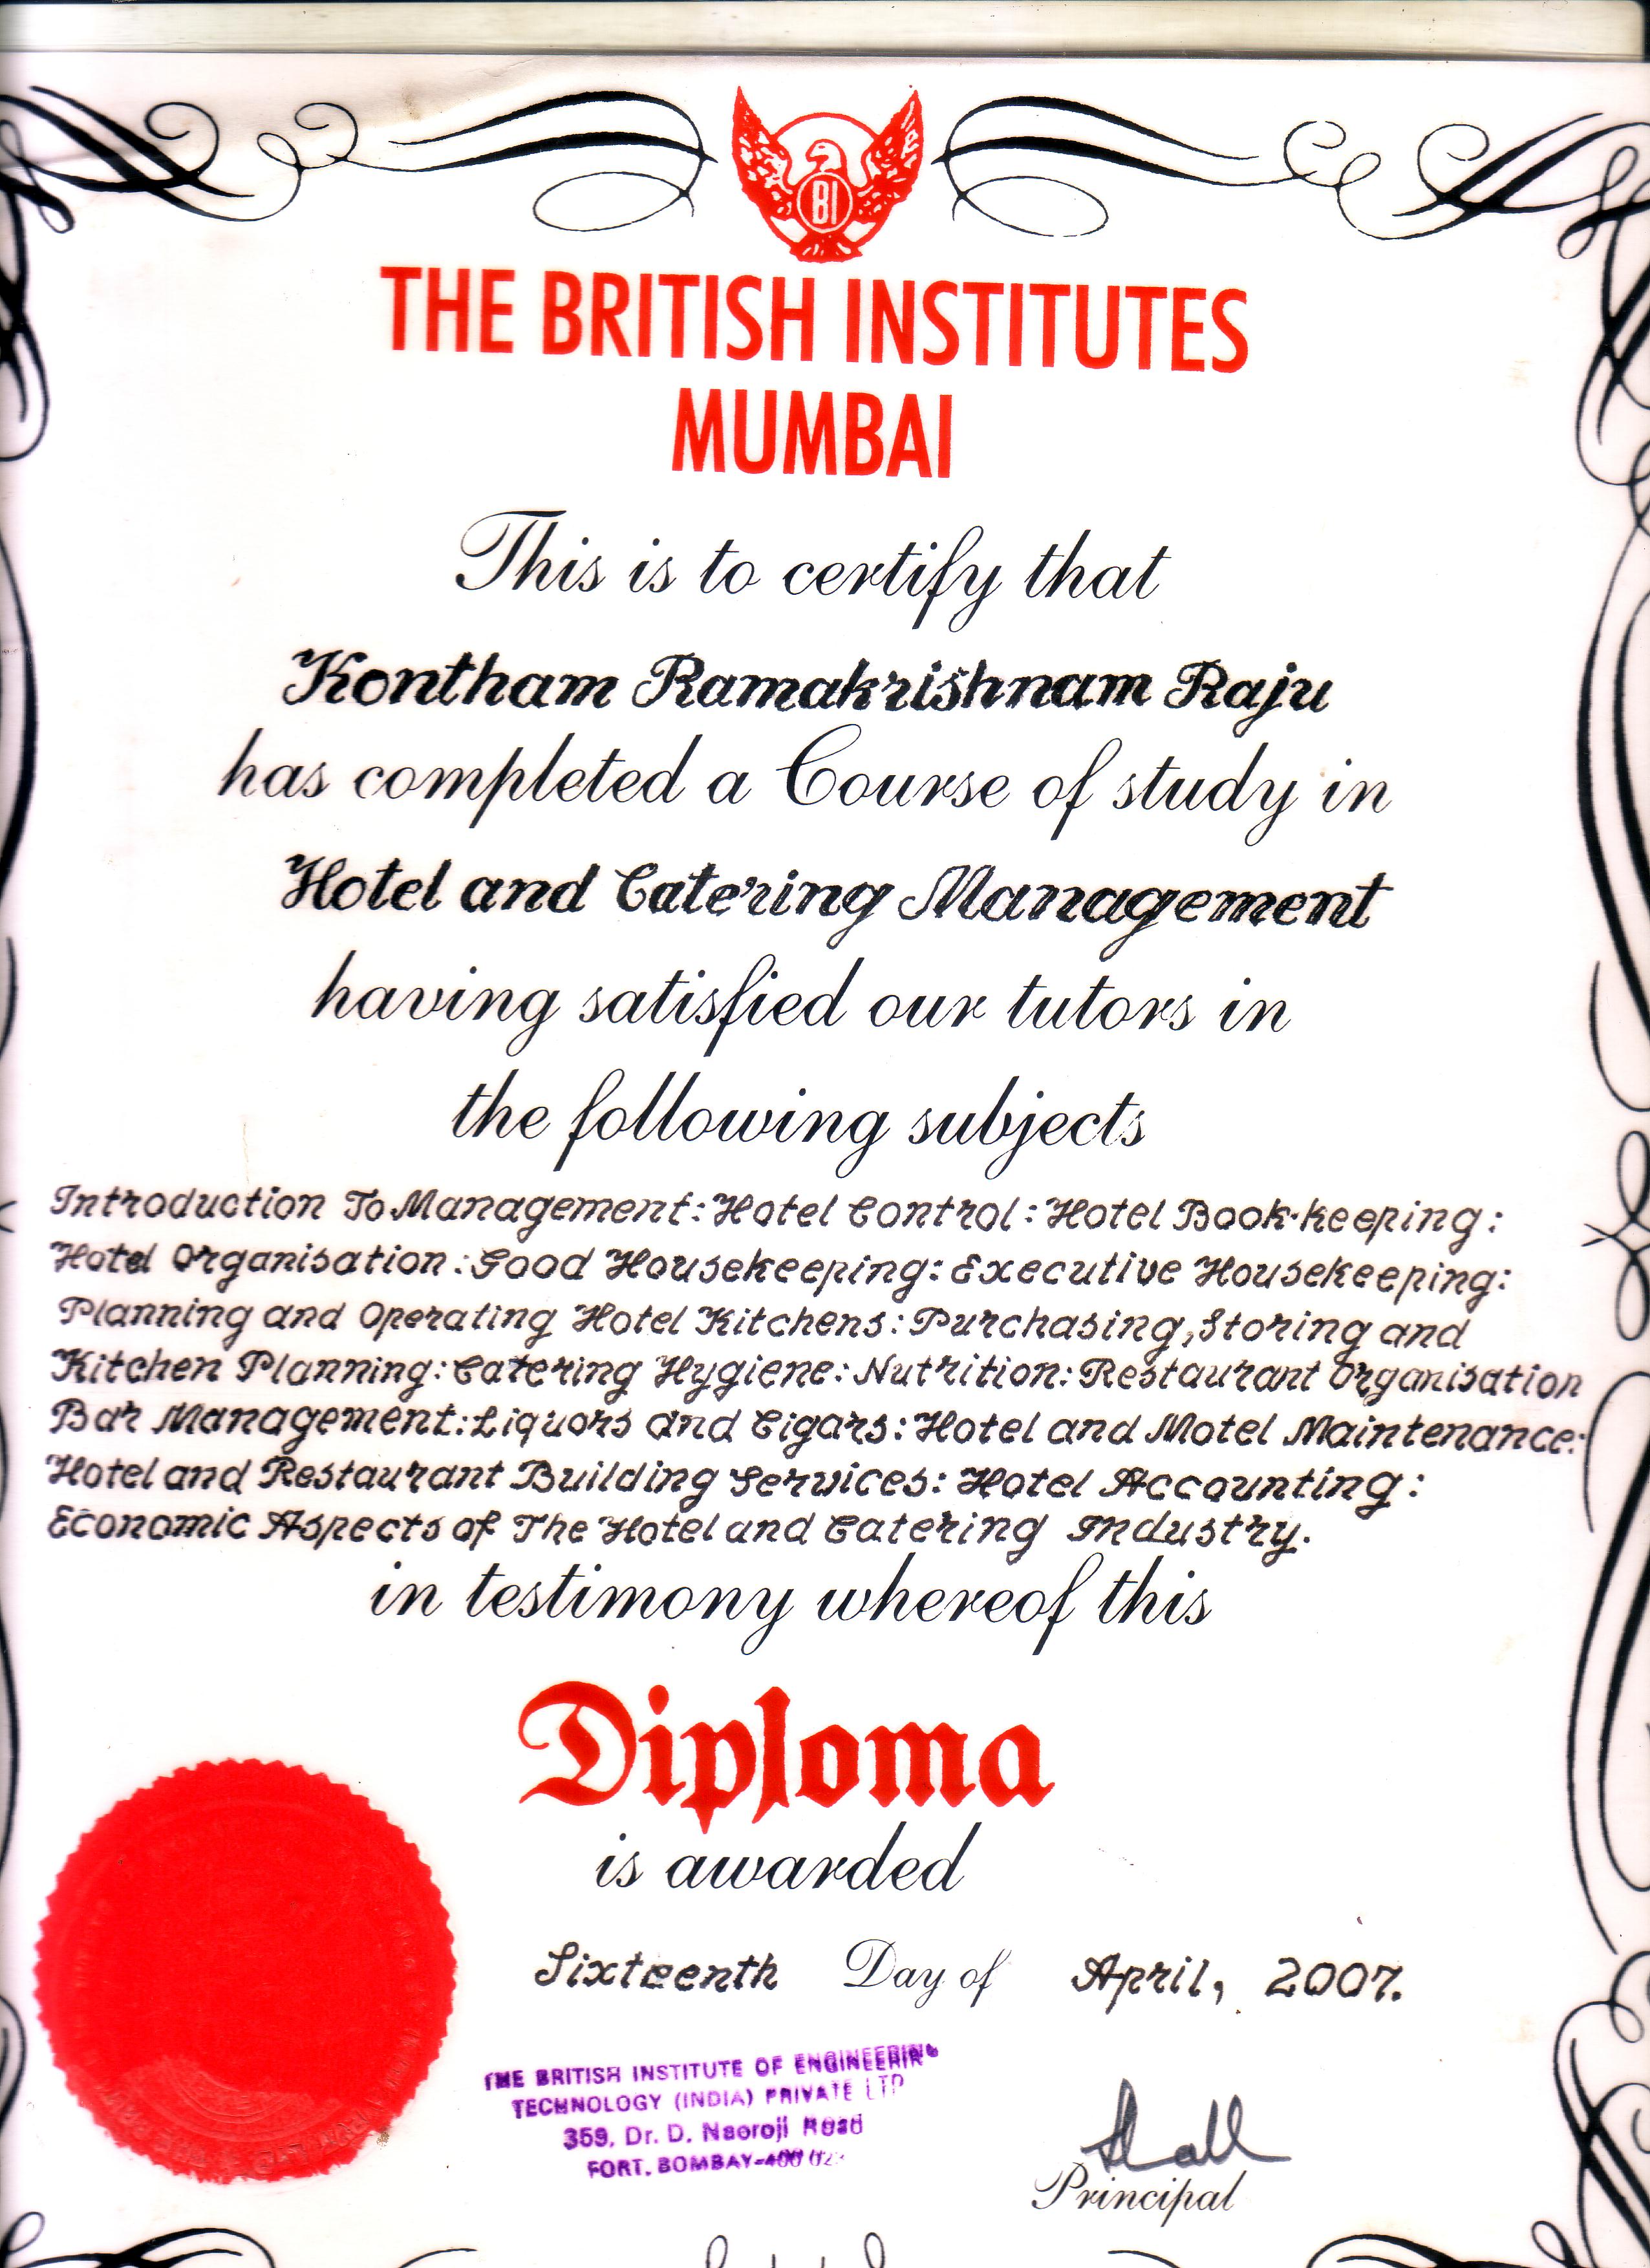 BI
THE BRITISH INSTITUTES
MUMBAI
This is to certify that
Kontham Ramakrishnam Raju
has completed a Course of study in
Hotel and Catering Management
having satisfied our tutors in
the following subjects
Introduction To Management: Hotel Control: Hotel Book-keeping:
Hotel Organisation: Good Housekeeping: Executive Housekeeping:
Planning and Operating Hotel Kitchens: Purchasing, Storing and
Kitchen Planning: Catering Hygiene: Nutrition: Restaurant Organisation
Bar Management: Liquors and Cigars: Hotel and Motel Maintenance:
Hotel and Restaurant Building Services: Hotel Accounting:
Economic Aspects of The Hotel and Catering Industry.
in testimony whereof this
Diploma
is awarded
Sixteenth Day of April, 2007.
THE BRITISH INSTITUTE OF ENGINEERING
TECHNOLOGY (INDIA) PRIVATE LTD
359, Dr. D. Naoroji Road
FORT, BOMBAY-400
Principal